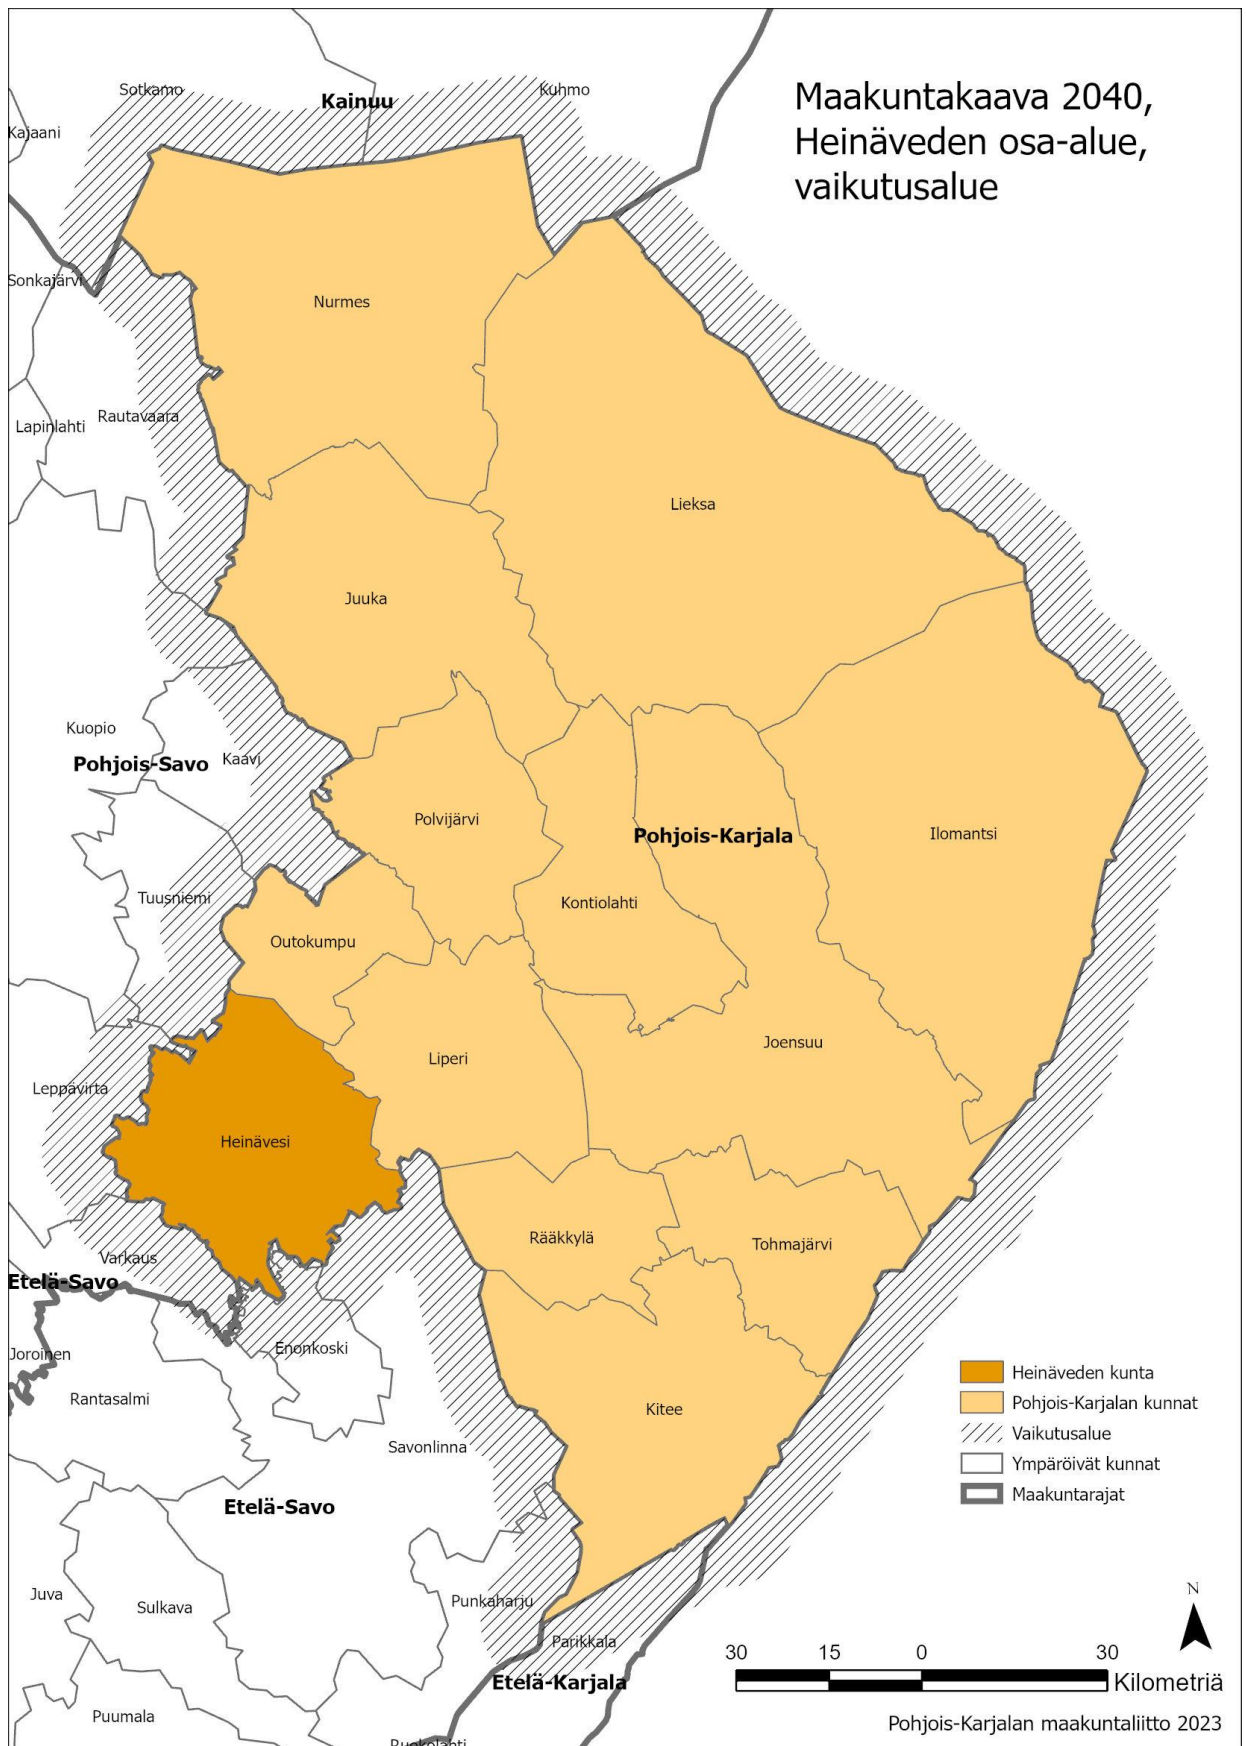 Maakuntakaava 2040,
Heinäveden osa-alue,
vaikutusalue
Sotkamo
Kainuu
Kuhmo
Kajaani
Sonkajärvi
Nurmes
Rautavaara
Lapinlahti
Lieksa
Juuka
Kuopio
Pohjois-Savo
Kaavi
Polvijärvi
Pohjois-Karjala
Ilomantsi
Tuusniemi
Kontiolahti
Outokumpu
Joensuu
Liperi
Leppävirta
Heinävesi
Rääkkylä
Tohmajärvi
Varkaus
Etelä-Savo
Enonkoski
Joroinen
Rantasalmi
Kitee
Savonlinna
Etelä-Savo
Juva
Sulkava
Punkaharju
Parikkala
Etelä-Karjala
Puumala
Ruokolahti
Heinäveden kunta
Pohjois-Karjalan kunnat
Vaikutusalue
Ympäröivät kunnat
Maakuntarajat
N
30 15 0 30
Kilometriä
Pohjois-Karjalan maakuntaliitto 2023